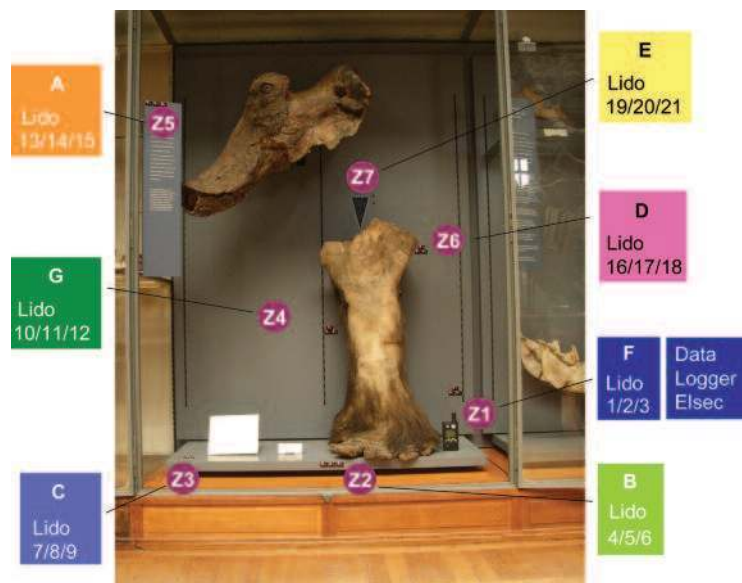 A
Lido
13/14/15
Z5
E
Lido
19/20/21
Z7
D
Lido
16/17/18
Z6
G
Lido
10/11/12
Z4
F
Lido
1/2/3
Data
Logger
Elsec
Z1
C
Lido
7/8/9
Z3
Z2
B
Lido
4/5/6